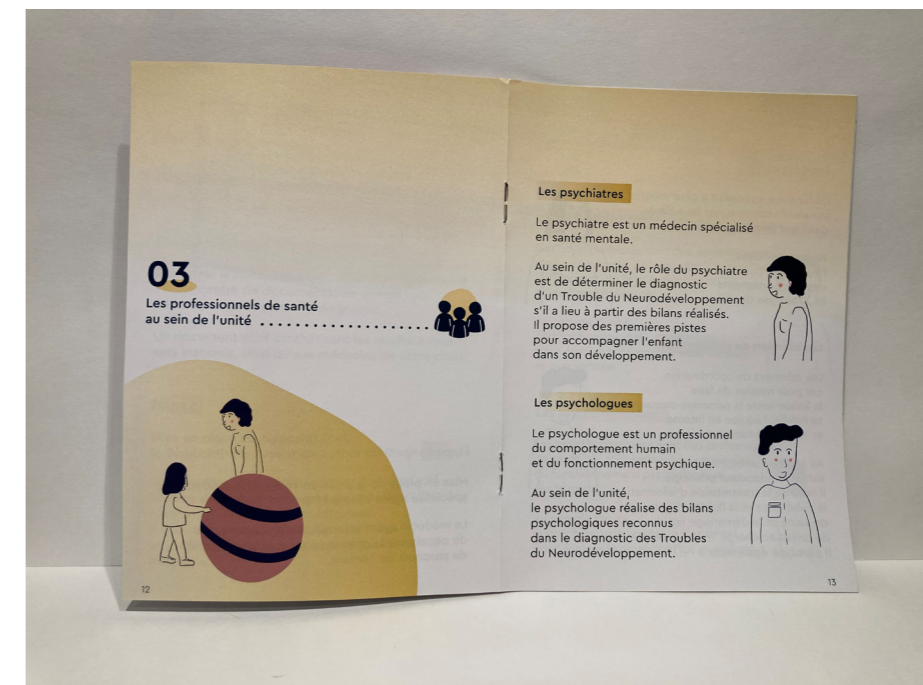 03
Les professionnels de santé
au sein de l'unité ........................
12
Les psychiatres
Le psychiatre est un médecin spécialisé
en santé mentale.
Au sein de l'unité, le rôle du psychiatre
est de déterminer le diagnostic
d'un Trouble du Neurodéveloppement
s'il a lieu à partir des bilans réalisés.
Il propose des premières pistes
pour accompagner l'enfant
dans son développement.
Les psychologues
Le psychologue est un professionnel
du comportement humain
et du fonctionnement psychique.
Au sein de l'unité,
le psychologue réalise des bilans
psychologiques reconnus
dans le diagnostic des Troubles
du Neurodéveloppement.
13